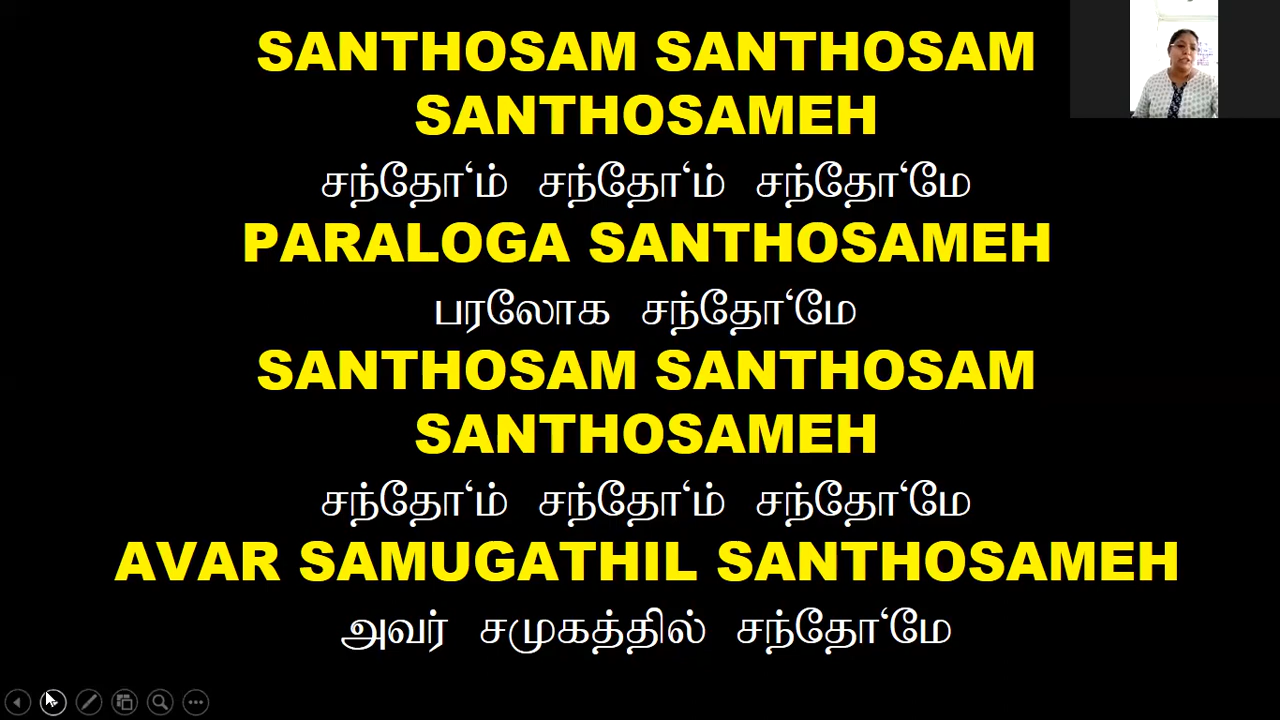 SANTHOSAM SANTHOSAM
SANTHOSAMEH
சந்தோ‘ம் சந்தோ‘ம் சந்தோ‘மே
PARALOGA SANTHOSAMEH
பரலோக சந்தோ‘மே
SANTHOSAM SANTHOSAM
SANTHOSAMEH
சந்தோ‘ம் சந்தோ‘ம் சந்தோ‘மே
AVAR SAMUGATHIL SANTHOSAMEH
அவர் சமுகத்தில் சந்தோ‘மே